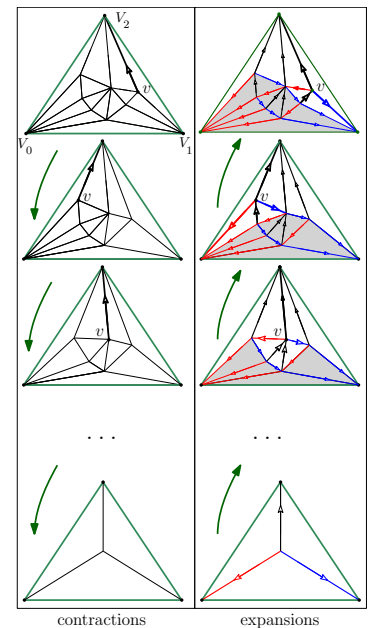 V₂
v
v
V₀
V₁
v
v
v
v
. . .
. . .
contractions
expansions